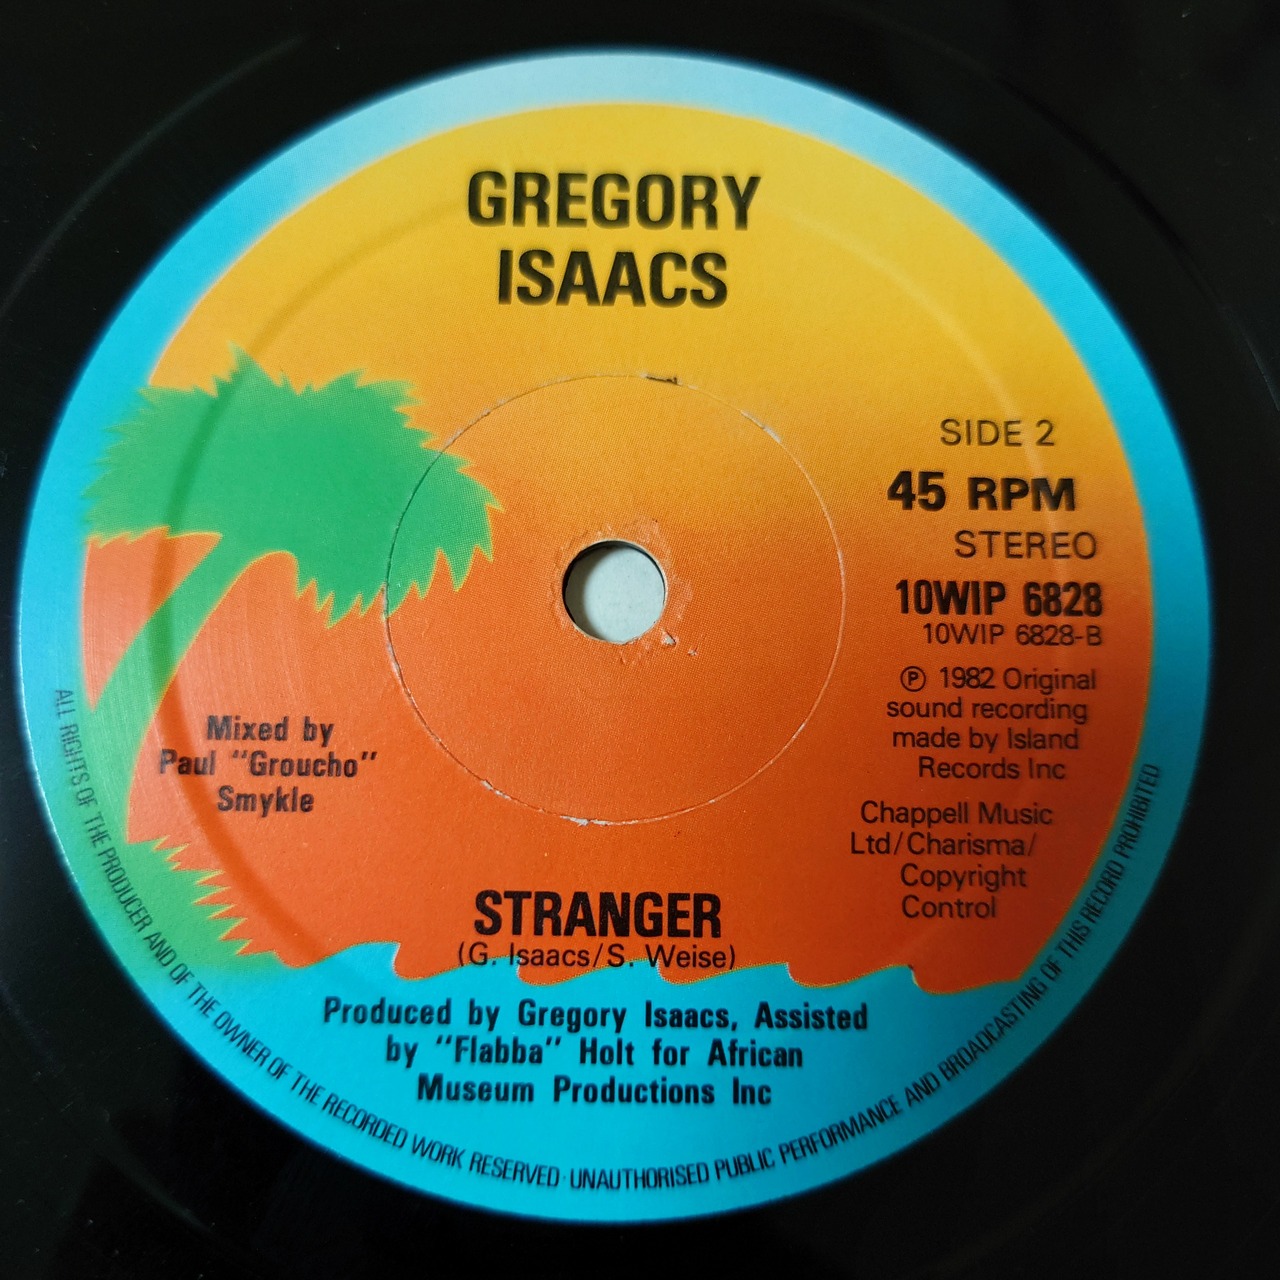 GREGORY
ISAACS
SIDE 2
45 RPM
STEREO
10WIP 6828
10WIP 6828-B
Ⓟ 1982 Original
sound recording
made by Island
Records Inc
Chappell Music
Ltd/Charisma/
Copyright
Control
Mixed by
Paul "Groucho"
Smykle
STRANGER
(G. Isaacs/S. Weise)
Produced by Gregory Isaacs, Assisted
by "Flabba" Holt for African
Museum Productions Inc
ALL RIGHTS OF THE PRODUCER AND OF THE OWNER OF THE RECORDED WORK RESERVED · UNAUTHORISED PUBLIC PERFORMANCE AND BROADCASTING OF THIS RECORD PROHIBITED